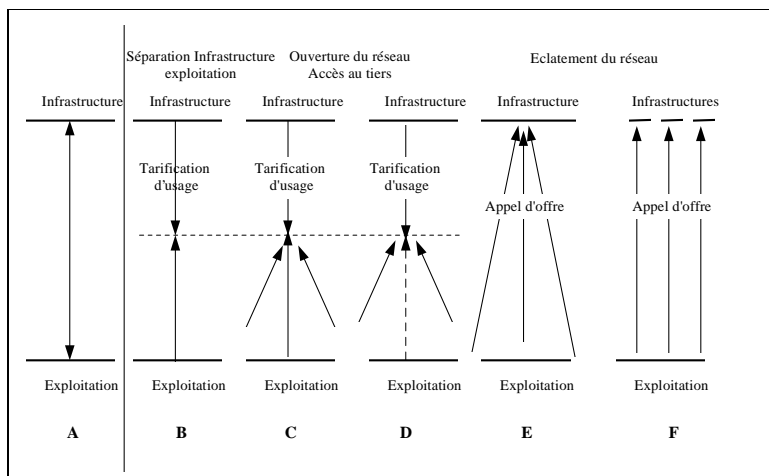 Séparation Infrastructure
exploitation
Ouverture du réseau
Accès au tiers
Eclatement du réseau
Infrastructure
Infrastructure
Infrastructure
Infrastructure
Infrastructure
Infrastructures
Tarification
d'usage
Tarification
d'usage
Tarification
d'usage
Appel d'offre
Appel d'offre
Exploitation
Exploitation
Exploitation
Exploitation
Exploitation
Exploitation
A
B
C
D
E
F